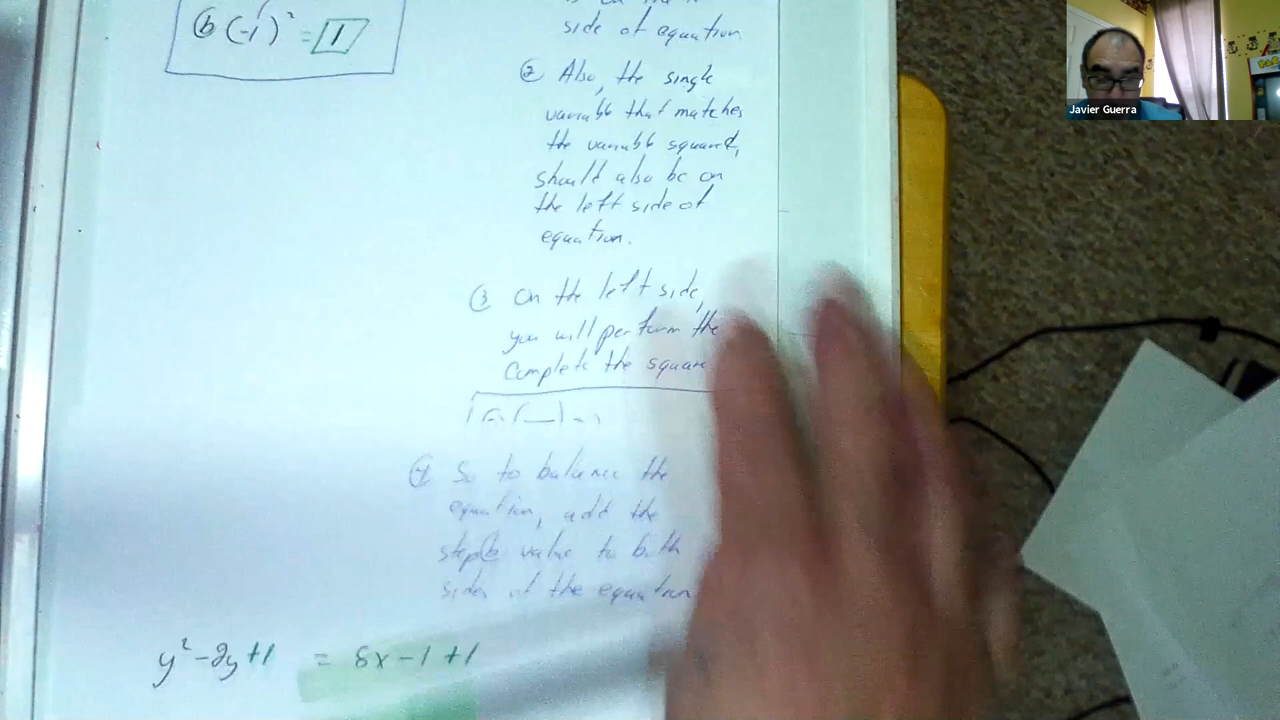 ⓑ (-1)² = 1
side of equation
② Also, the single
variable that matches
the variable squared,
should also be on
the left side of
equation.
③ On the left side,
you will perform the
Complete the square
④ So to balance the
equation, add the
step ⓑ value to both
sides of the equation
y² - 2y + 1 = 8x - 1 + 1
Javier Guerra